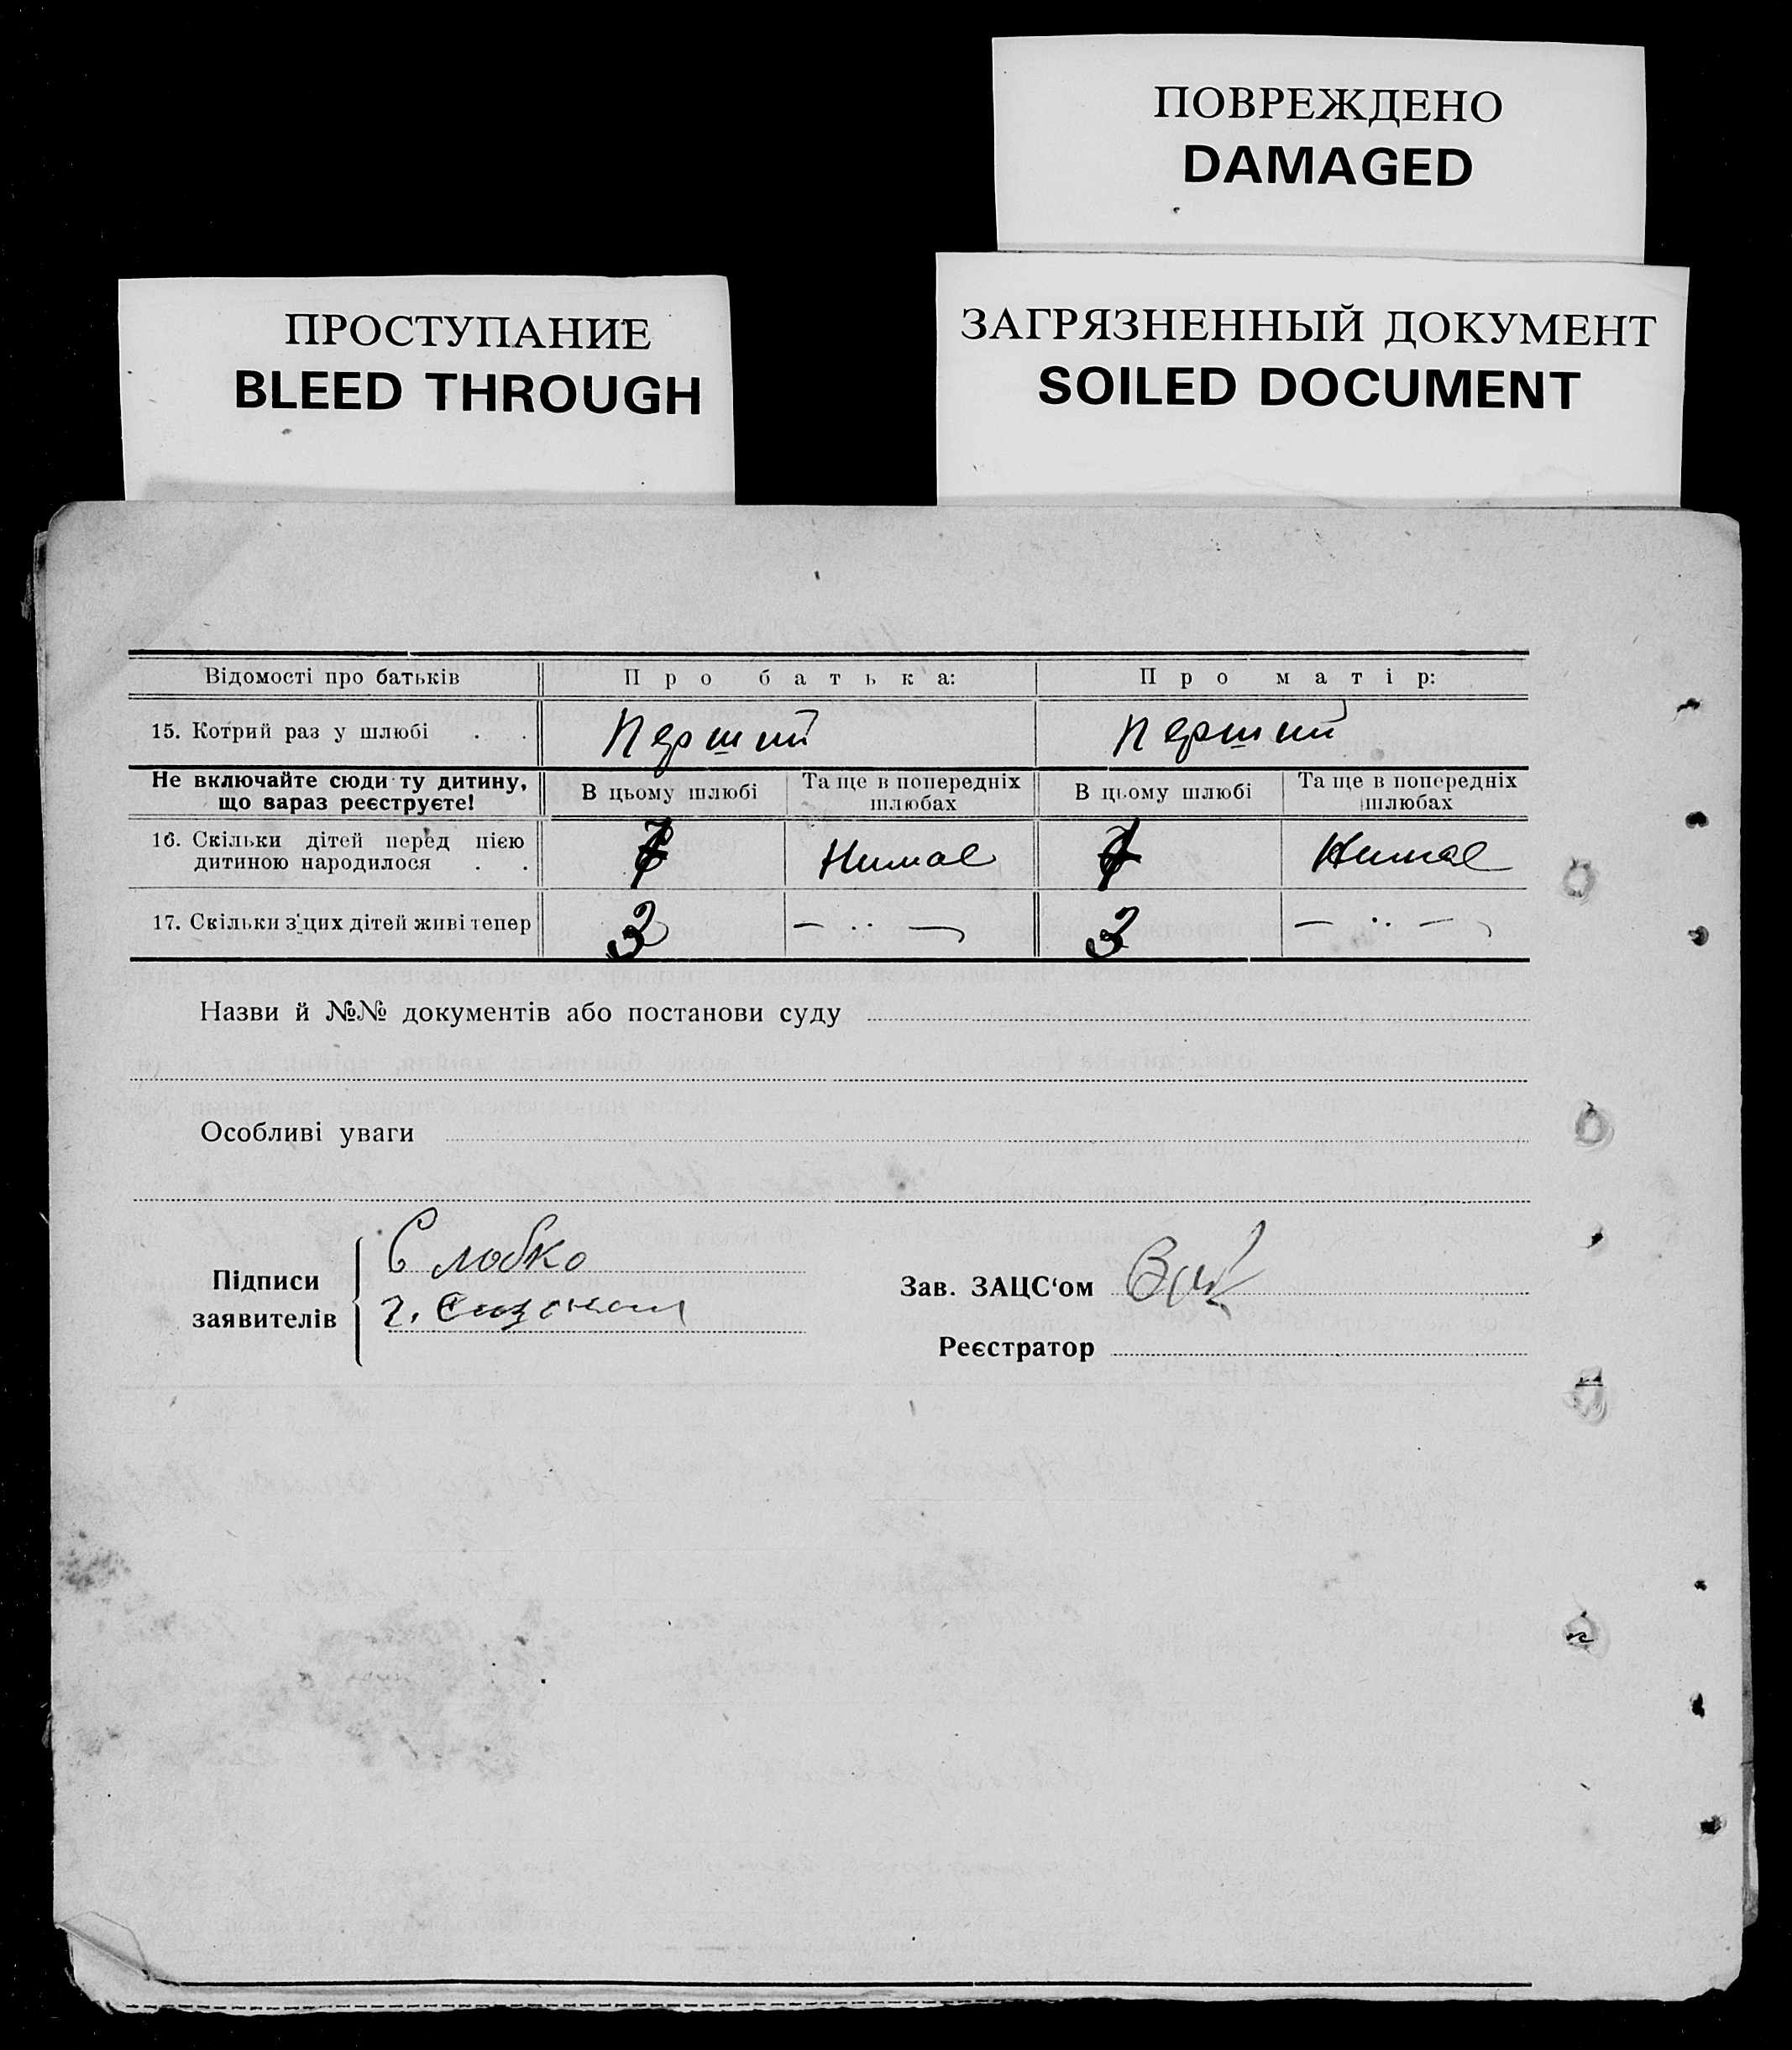 ПОВРЕЖДЕНО
DAMAGED
ПРОСТУПАНИЕ
BLEED THROUGH
ЗАГРЯЗНЕННЫЙ ДОКУМЕНТ
SOILED DOCUMENT
Відомості про батьків Про батька: Про матір:
15. Котрий раз у шлюбі . . Перший Перший
Не включайте сюди ту дитину, що зараз реєструєте! В цьому шлюбі Та ще в попередніх шлюбах В цьому шлюбі Та ще в попередніх шлюбах
16. Скільки дітей перед цією дитиною народилося . . Немає Немає
17. Скільки з цих дітей живі тепер 3 — ·· — 3 — ·· —
Назви й №№ документів або постанови суду
Особливі уваги
Підписи заявителів
Слобко
Зав. ЗАЦС‘ом
Реєстратор